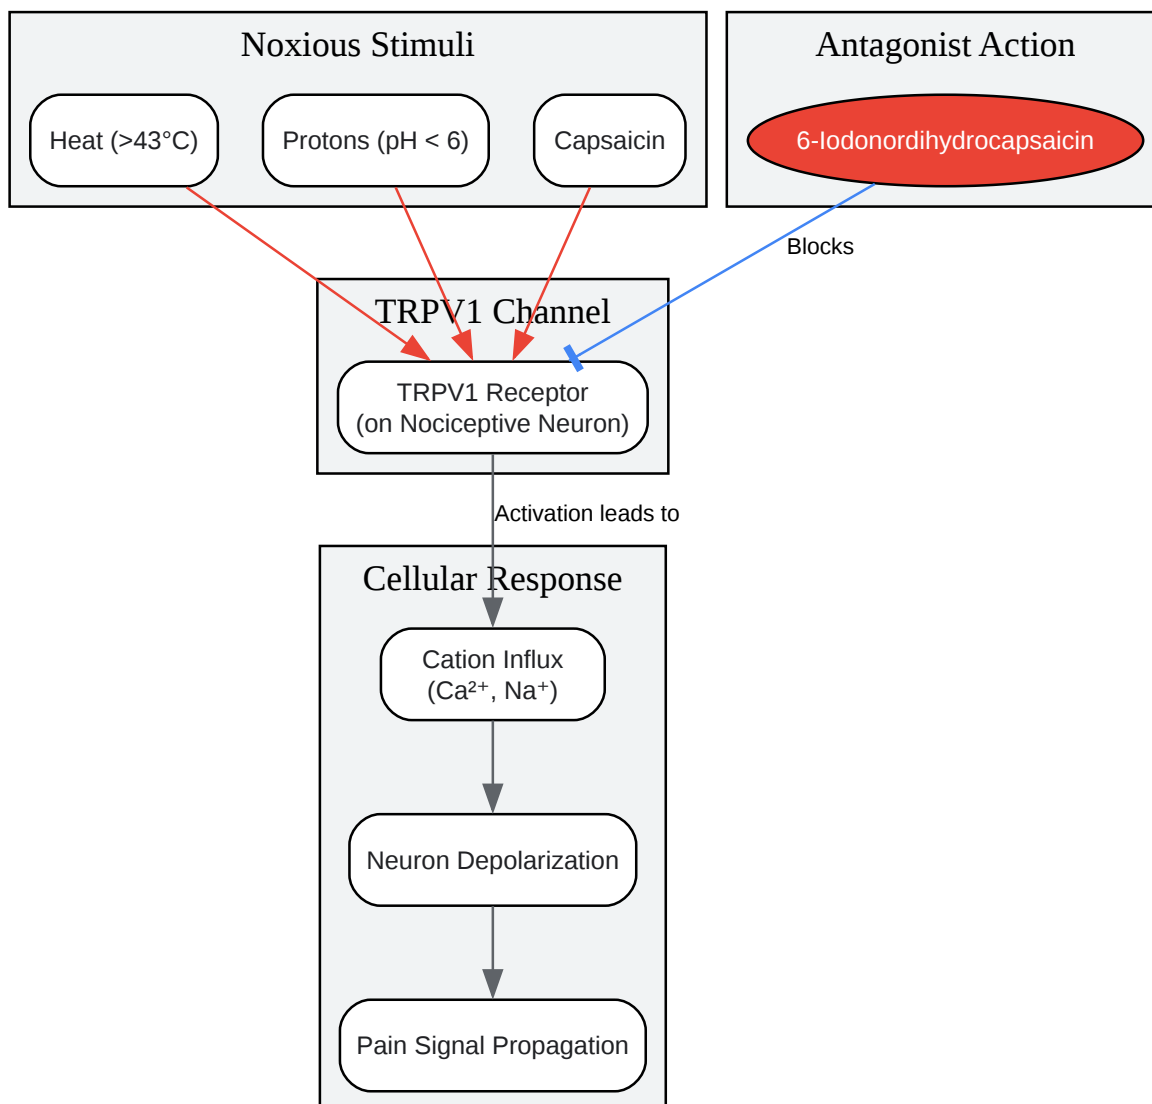 Noxious Stimuli
Antagonist Action
Heat (>43°C)
Protons (pH < 6)
Capsaicin
6-Iodonordihydrocapsaicin
Blocks
TRPV1 Channel
TRPV1 Receptor
(on Nociceptive Neuron)
Activation leads to
Cellular Response
Cation Influx
(Ca²⁺, Na⁺)
Neuron Depolarization
Pain Signal Propagation